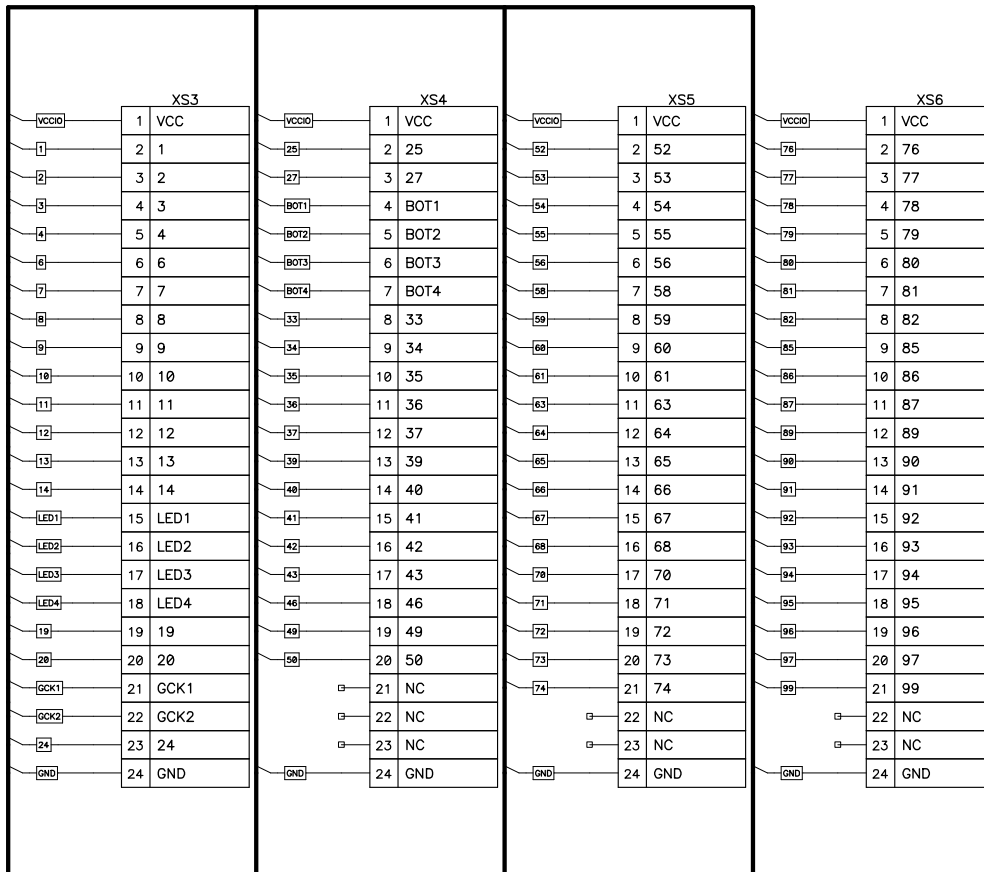 XS3 XS4 XS5 XS6
VCCIO 1 VCC VCCIO 1 VCC VCCIO 1 VCC VCCIO 1 VCC
1 2 1 25 2 25 52 2 52 76 2 76
2 3 2 27 3 27 53 3 53 77 3 77
3 4 3 BOT1 4 BOT1 54 4 54 78 4 78
4 5 4 BOT2 5 BOT2 55 5 55 79 5 79
6 6 6 BOT3 6 BOT3 56 6 56 80 6 80
7 7 7 BOT4 7 BOT4 58 7 58 81 7 81
8 8 8 33 8 33 59 8 59 82 8 82
9 9 9 34 9 34 60 9 60 85 9 85
10 10 10 35 10 35 61 10 61 86 10 86
11 11 11 36 11 36 63 11 63 87 11 87
12 12 12 37 12 37 64 12 64 89 12 89
13 13 13 39 13 39 65 13 65 90 13 90
14 14 14 40 14 40 66 14 66 91 14 91
LED1 15 LED1 41 15 41 67 15 67 92 15 92
LED2 16 LED2 42 16 42 68 16 68 93 16 93
LED3 17 LED3 43 17 43 70 17 70 94 17 94
LED4 18 LED4 46 18 46 71 18 71 95 18 95
19 19 19 49 19 49 72 19 72 96 19 96
20 20 20 50 20 50 73 20 73 97 20 97
GCK1 21 GCK1 21 NC 74 21 74 99 21 99
GCK2 22 GCK2 22 NC 22 NC 22 NC
24 23 24 23 NC 23 NC 23 NC
GND 24 GND GND 24 GND GND 24 GND GND 24 GND